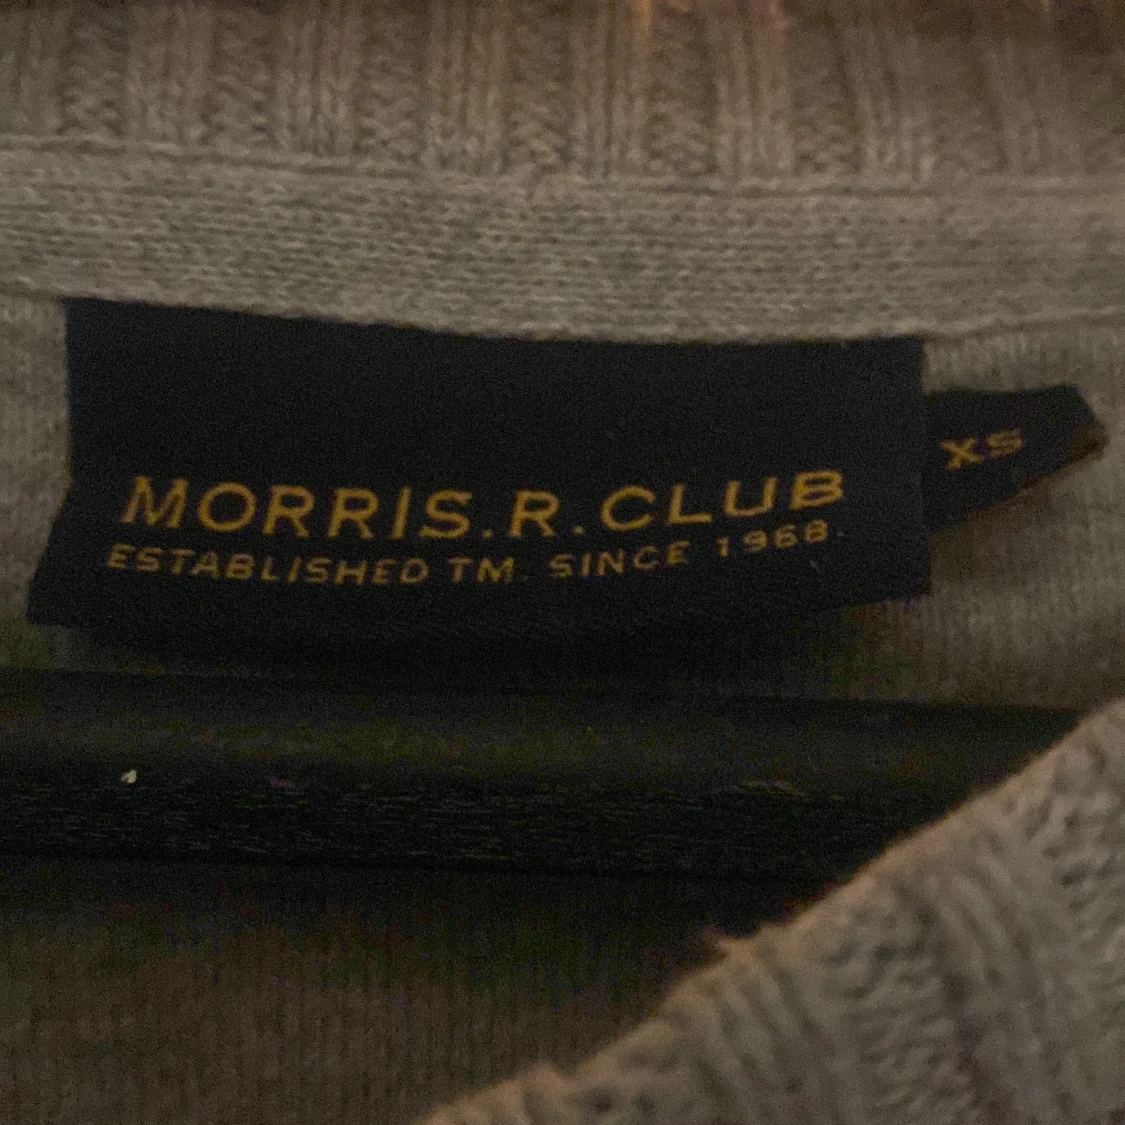 MORRIS.R.CLUB
ESTABLISHED TM. SINCE 1968.
XS